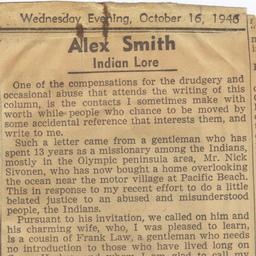 Wednesday Evening, October 16, 1946
Alex Smith
Indian Lore
One of the compensations for the drudgery and
occasional abuse that attends the writing of this
column, is the contacts I sometimes make with
worth while people who chance to be moved by
some accidental reference that interests them, and
write to me.
Such a letter came from a gentleman who has
spent 13 years as a missionary among the Indians,
mostly in the Olympic peninsula area, Mr. Nick
Sivonen, who has now bought a home overlooking
the ocean near the motor village at Pacific Beach.
This in response to my recent effort to do a little
belated justice to an abused and misunderstood
people, the Indians.
Pursuant to his invitation, we called on him and
his charming wife, who, I was pleased to learn,
is a cousin of Frank Law, a gentleman who needs
no introduction to those who have lived long on